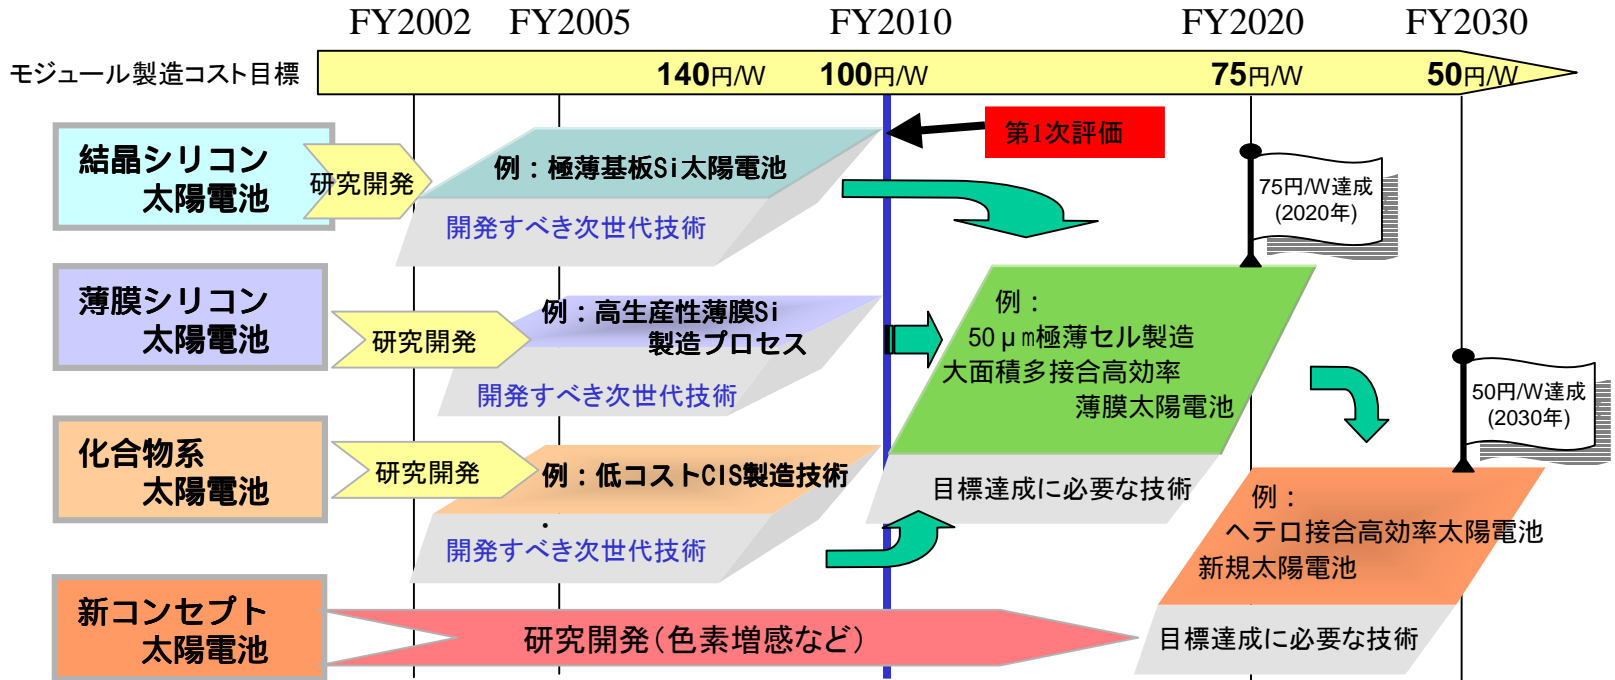 FY2002 FY2005 FY2010 FY2020 FY2030
モジュール製造コスト目標
140円/W 100円/W 75円/W 50円/W
結晶シリコン
太陽電池
研究開発
例：極薄基板Si太陽電池
開発すべき次世代技術
第1次評価
75円/W達成
(2020年)
薄膜シリコン
太陽電池
研究開発
例：高生産性薄膜Si
製造プロセス
開発すべき次世代技術
例：
50μm極薄セル製造
大面積多接合高効率
薄膜太陽電池
目標達成に必要な技術
50円/W達成
(2030年)
化合物系
太陽電池
研究開発
例：低コストCIS製造技術
・
開発すべき次世代技術
例：
ヘテロ接合高効率太陽電池
新規太陽電池
目標達成に必要な技術
新コンセプト
太陽電池
研究開発（色素増感など）